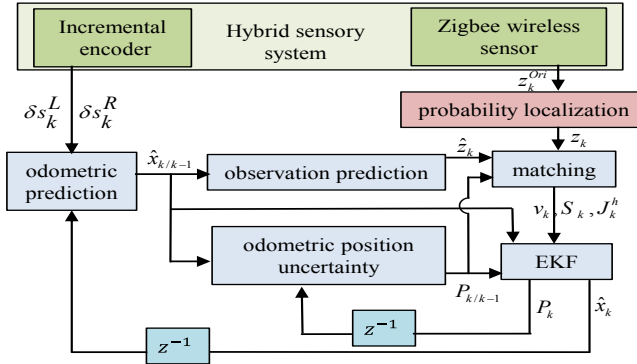 Incremental
encoder
Hybrid sensory
system
Zigbee wireless
sensor
z_k^{Ori}
δs_k^L δs_k^R
probability localization
z_k
x̂_{k/k-1}
ẑ_k
odometric
prediction
observation prediction
matching
v_k, S_k, J_k^h
odometric position
uncertainty
EKF
P_{k/k-1}
P_k
x̂_k
z^{-1}
z^{-1}